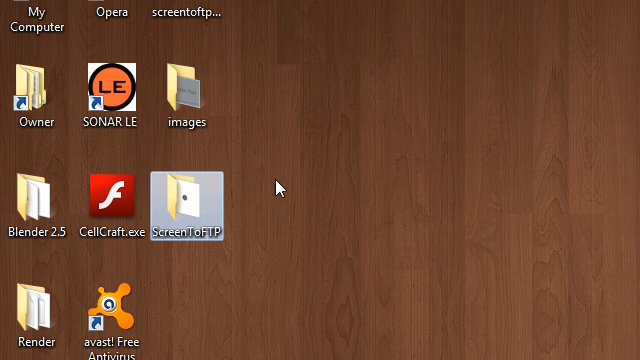 My Computer
Opera
screentoftp...
Owner
LE
SONAR LE
images
Blender 2.5
CellCraft.exe
ScreenToFTP
Render
avast! Free
Antivirus